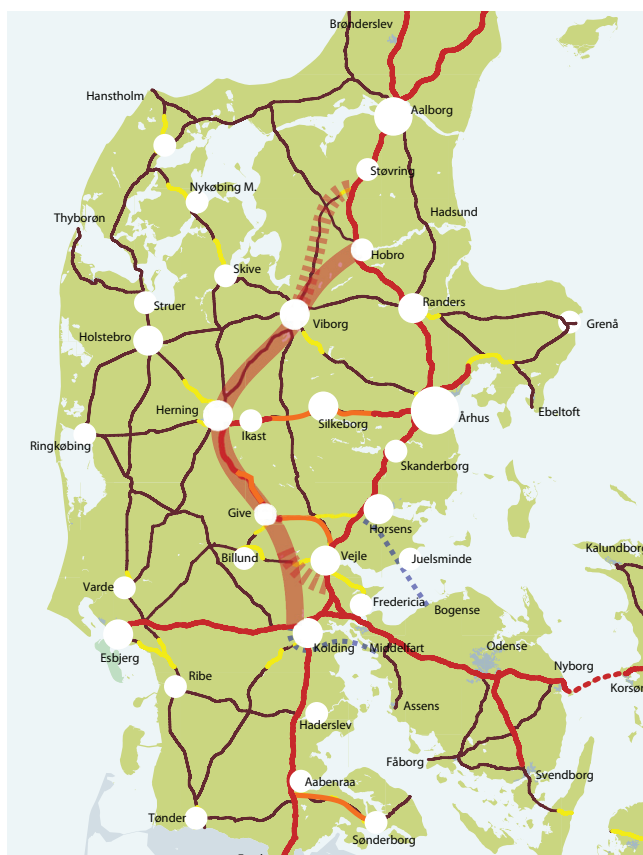 Brønderslev
Hanstholm
Aalborg
Støvring
Nykøbing M.
Thyborøn
Hadsund
Hobro
Skive
Struer
Randers
Viborg
Grenå
Holstebro
Herning
Ikast
Silkeborg
Århus
Ebeltoft
Ringkøbing
Skanderborg
Give
Horsens
Billund
Vejle
Juelsminde
Kalundborg
Varde
Fredericia
Bogense
Esbjerg
Kolding
Middelfart
Odense
Nyborg
Ribe
Korsør
Assens
Haderslev
Fåborg
Svendborg
Aabenraa
Tønder
Sønderborg